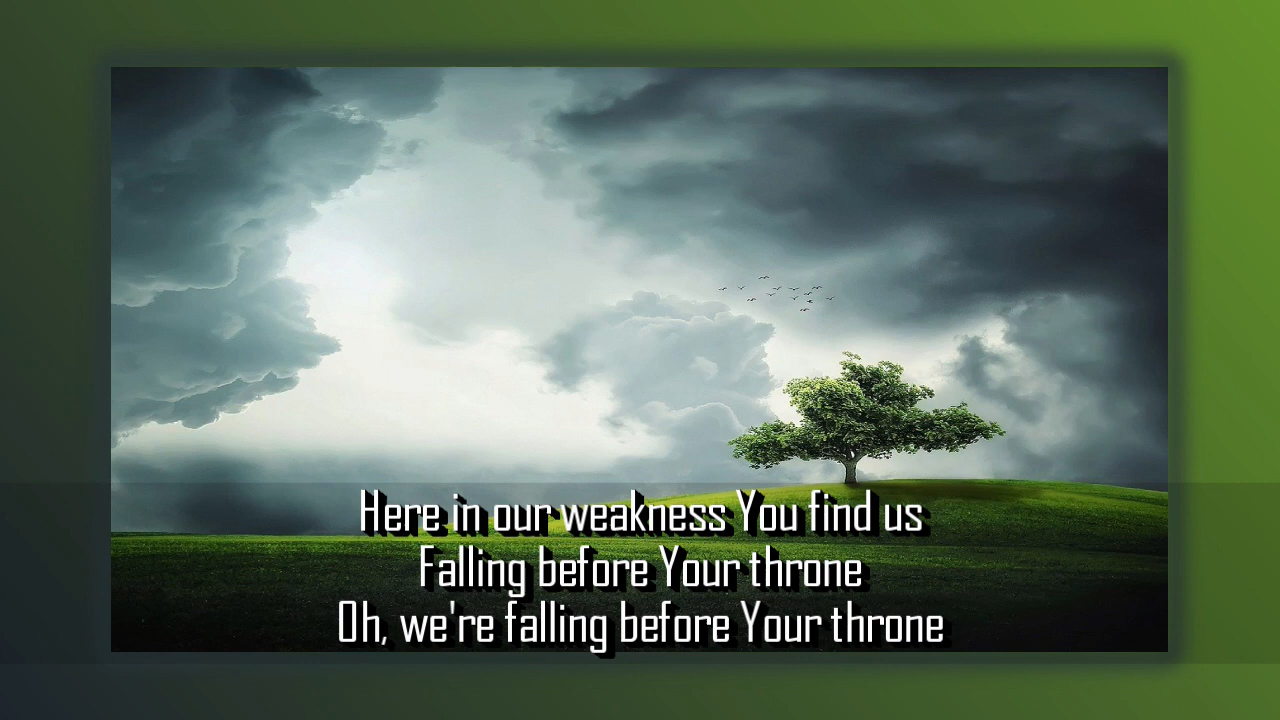 Here in our weakness You find us
Falling before Your throne
Oh, we're falling before Your throne